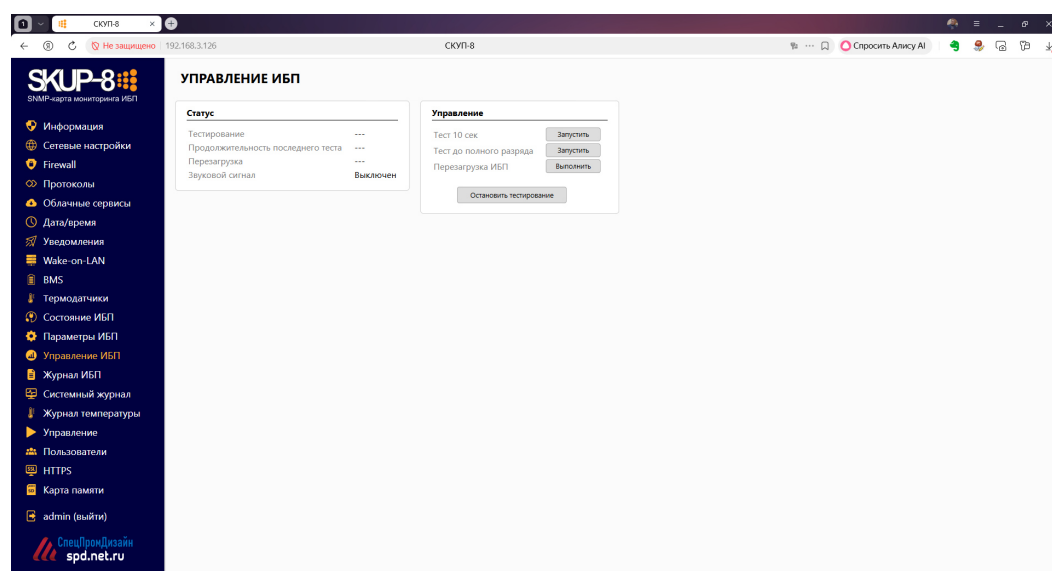 1
СКУП-8
Не защищено 192.168.3.126
СКУП-8
Спросить Алису AI
SKUP-8
SNMP-карта мониторинга ИБП
Информация
Сетевые настройки
Firewall
Протоколы
Облачные сервисы
Дата/время
Уведомления
Wake-on-LAN
BMS
Термодатчики
Состояние ИБП
Параметры ИБП
Управление ИБП
Журнал ИБП
Системный журнал
Журнал температуры
Управление
Пользователи
HTTPS
Карта памяти
admin (выйти)
СпецПромДизайн
spd.net.ru
УПРАВЛЕНИЕ ИБП
Статус
Тестирование ---
Продолжительность последнего теста ---
Перезагрузка ---
Звуковой сигнал Выключен
Управление
Тест 10 сек Запустить
Тест до полного разряда Запустить
Перезагрузка ИБП Выполнить
Остановить тестирование